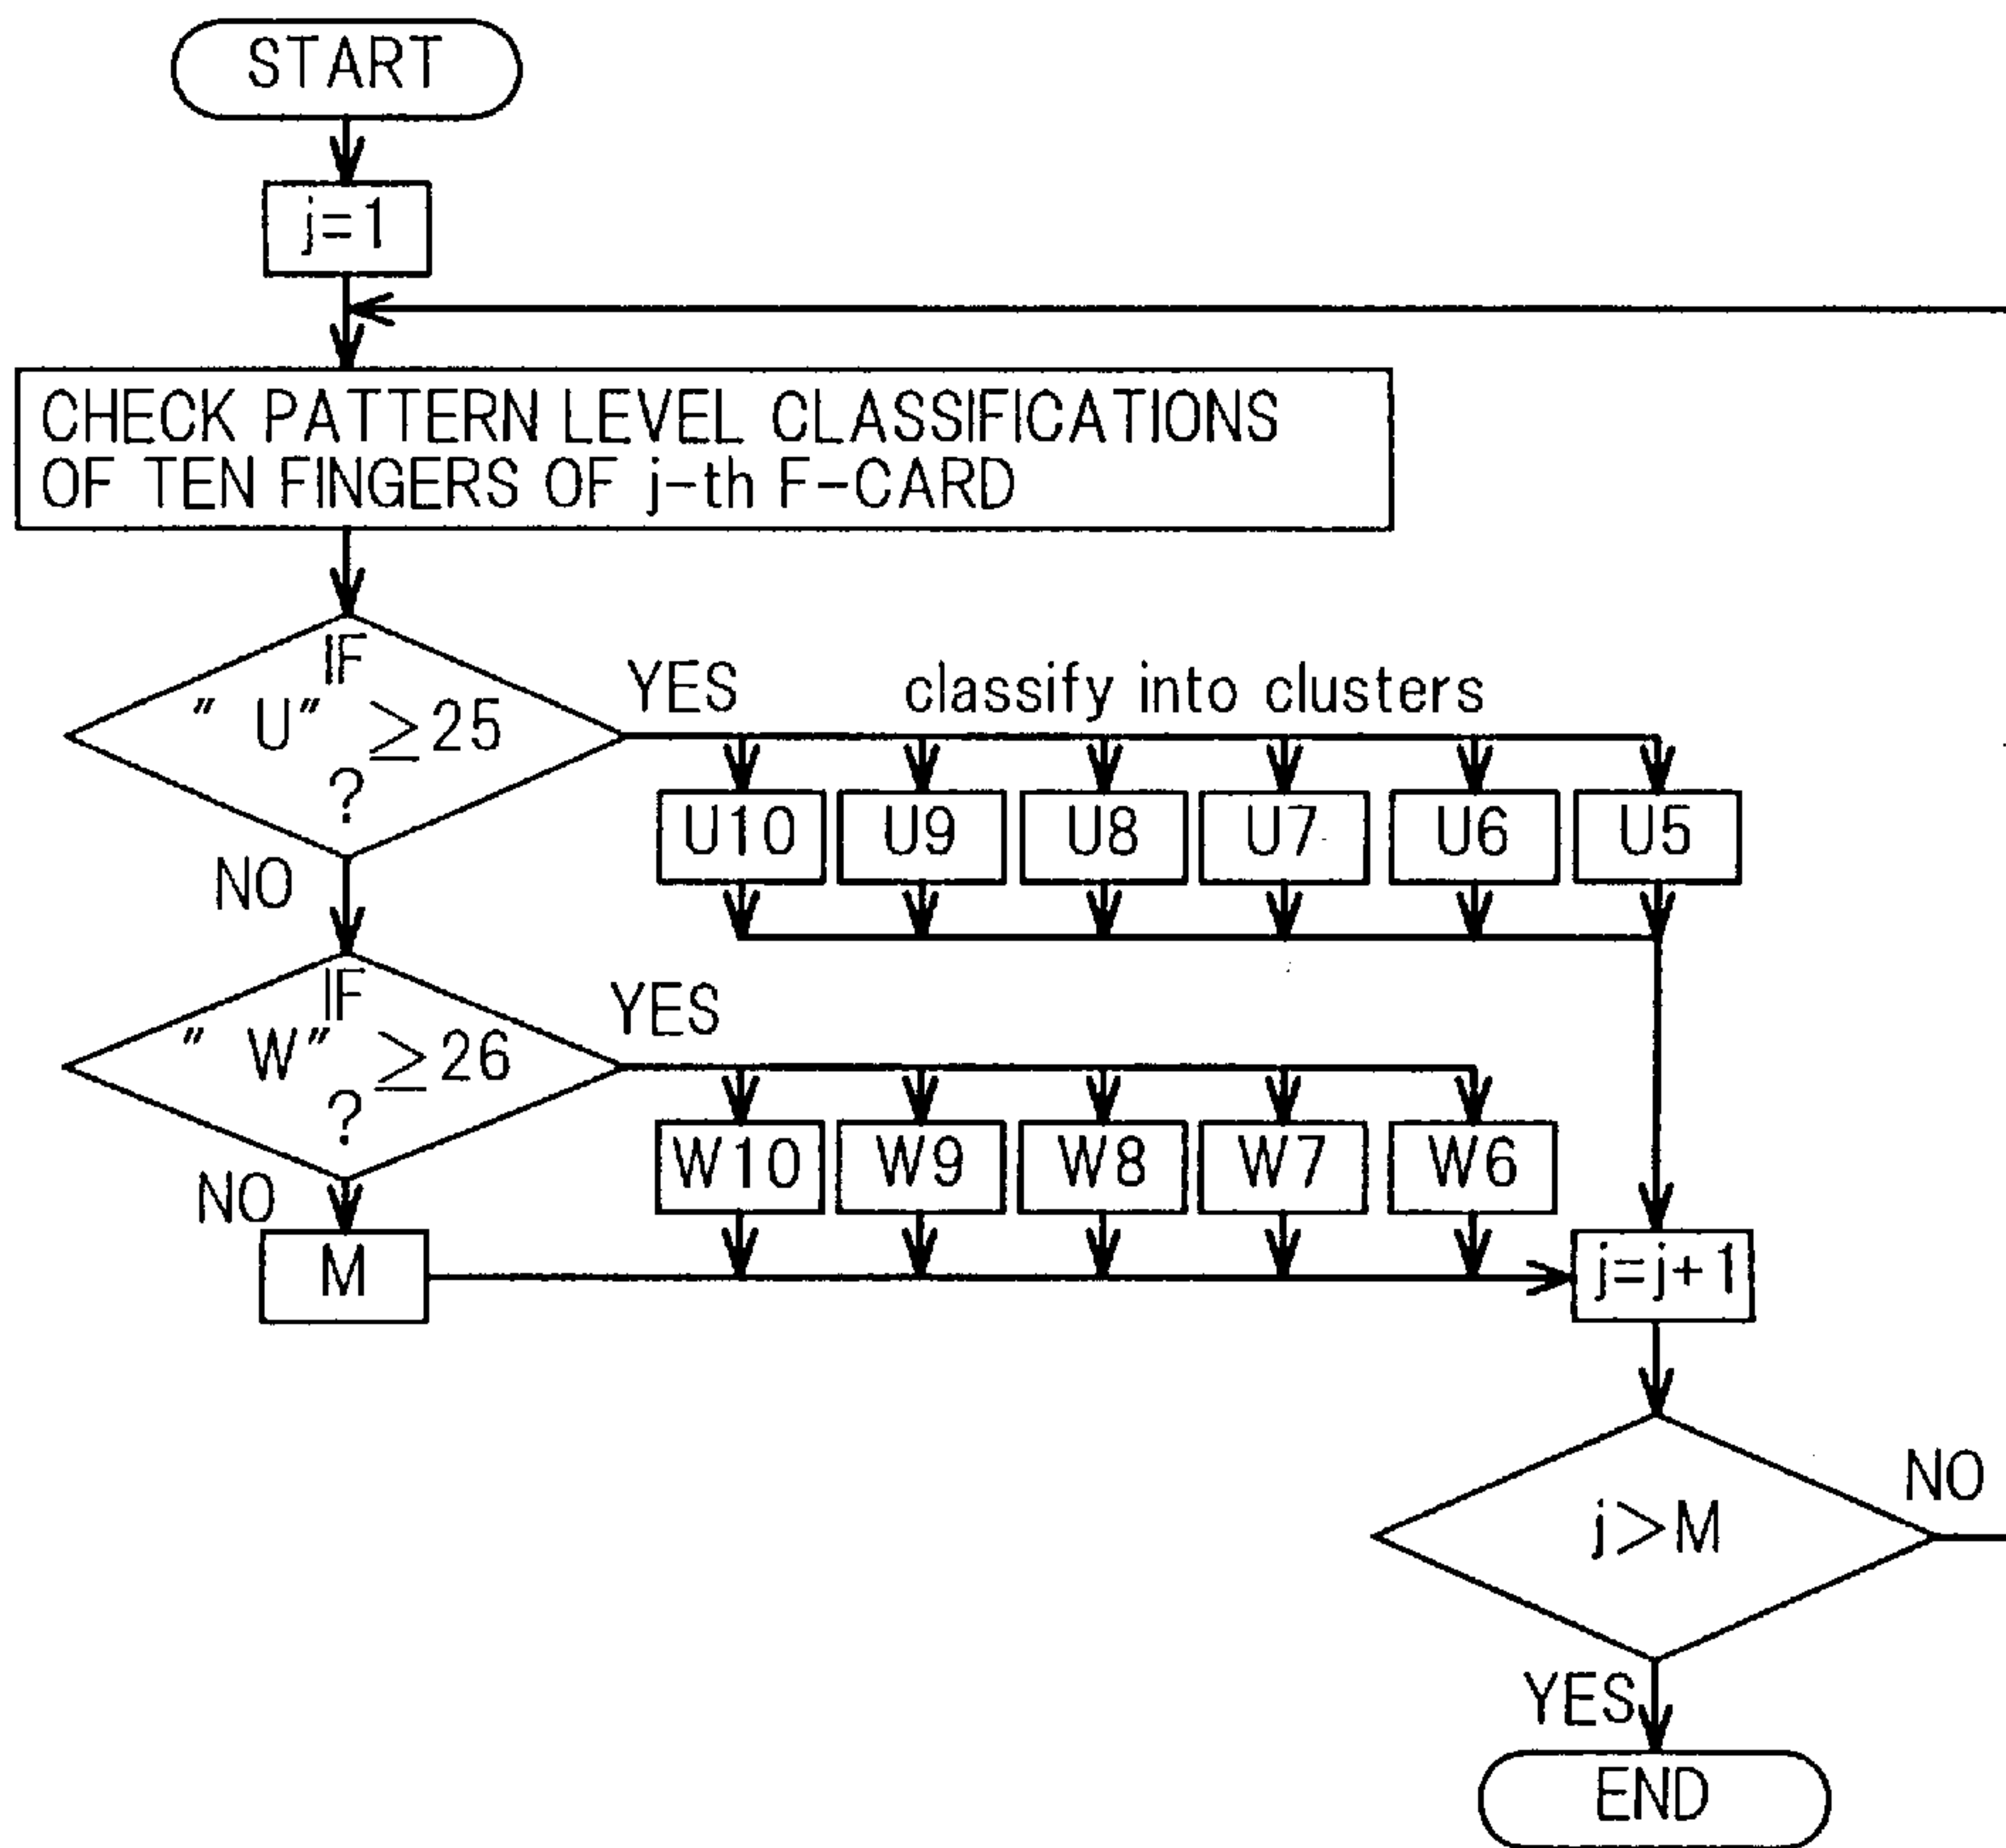 START
j=1
CHECK PATTERN LEVEL CLASSIFICATIONS
OF TEN FINGERS OF j-th F-CARD
IF
" U" ≥25
?
YES
classify into clusters
U10
U9
U8
U7
U6
U5
NO
IF
" W" ≥26
?
YES
W10
W9
W8
W7
W6
NO
M
j=j+1
j>M
NO
YES
END